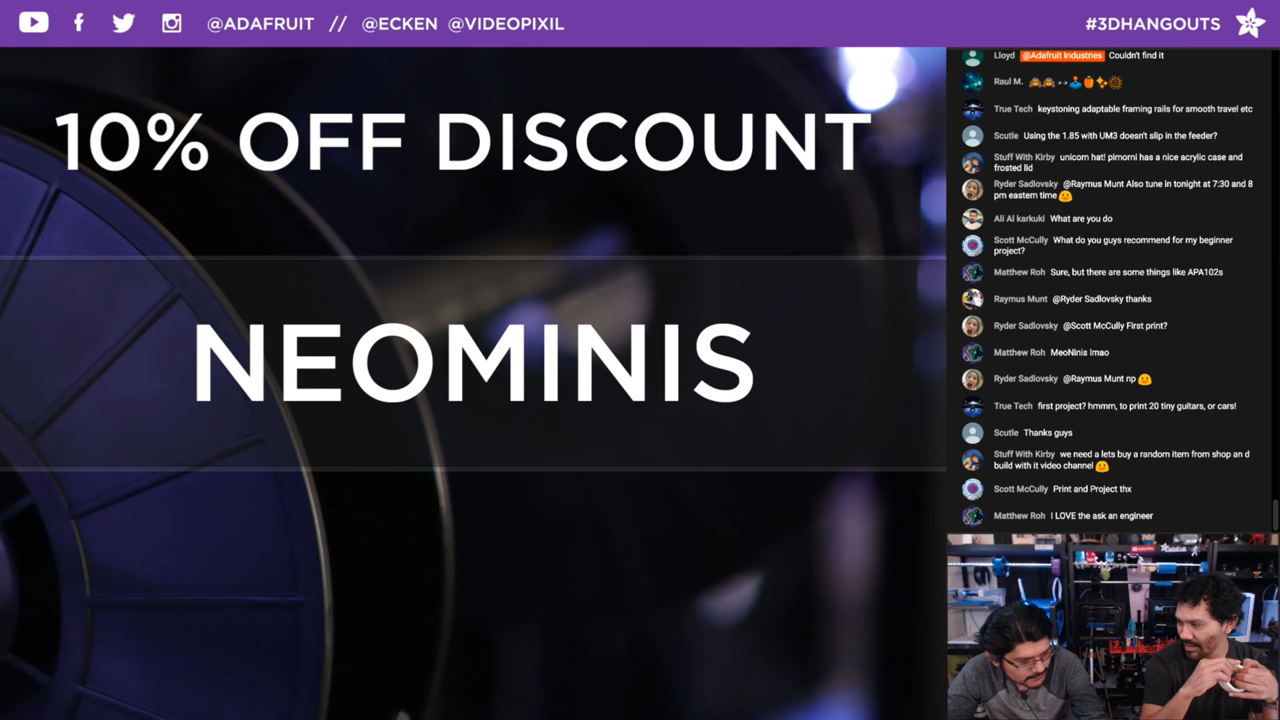 @ADAFRUIT // @ECKEN @VIDEOPIXIL
#3DHANGOUTS
10% OFF DISCOUNT
NEOMINIS
Lloyd @Adafruit Industries Couldn't find it
Raul M.
True Tech keystoning adaptable framing rails for smooth travel etc
Scutle Using the 1.85 with UM3 doesn't slip in the feeder?
Stuff With Kirby unicorn hat! pimorni has a nice acrylic case and
frosted lid
Ryder Sadlovsky @Raymus Munt Also tune in tonight at 7:30 and 8
pm eastern time
Ali Al karkuki What are you do
Scott McCully What do you guys recommend for my beginner
project?
Matthew Roh Sure, but there are some things like APA102s
Raymus Munt @Ryder Sadlovsky thanks
Ryder Sadlovsky @Scott McCully First print?
Matthew Roh MeoNinis lmao
Ryder Sadlovsky @Raymus Munt np
True Tech first project? hmmm, to print 20 tiny guitars, or cars!
Scutle Thanks guys
Stuff With Kirby we need a lets buy a random item from shop an d
build with it video channel
Scott McCully Print and Project thx
Matthew Roh I LOVE the ask an engineer